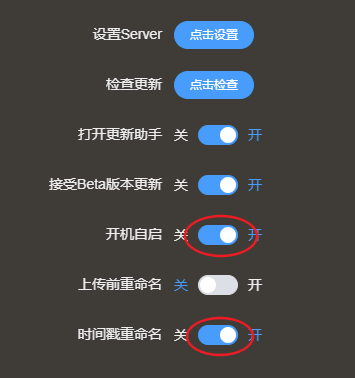 设置Server 点击设置
检查更新 点击检查
打开更新助手 关 开
接受Beta版本更新 关 开
开机自启 关 开
上传前重命名 关 开
时间戳重命名 关 开